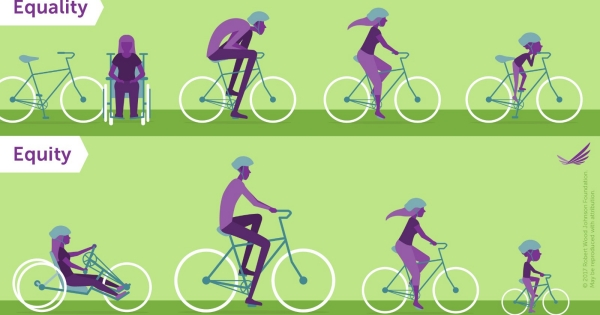 Equality
Equity
© 2017 Robert Wood Johnson Foundation.
May be reproduced with attribution.